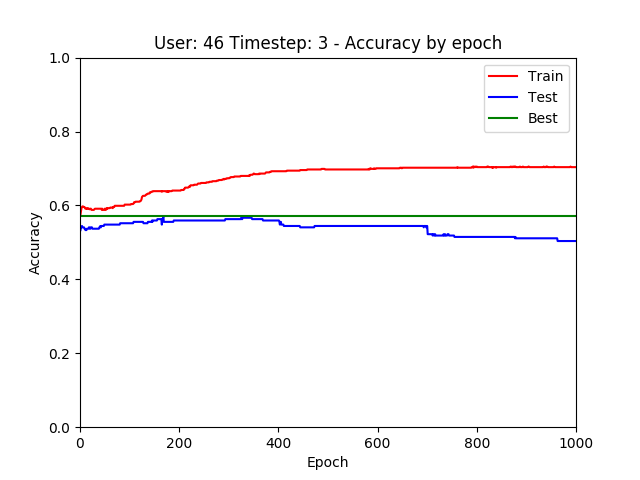 User: 46 Timestep: 3 - Accuracy by epoch
1.0
0.8
0.6
0.4
0.2
0.0
Accuracy
Train
Test
Best
0 200 400 600 800 1000
Epoch